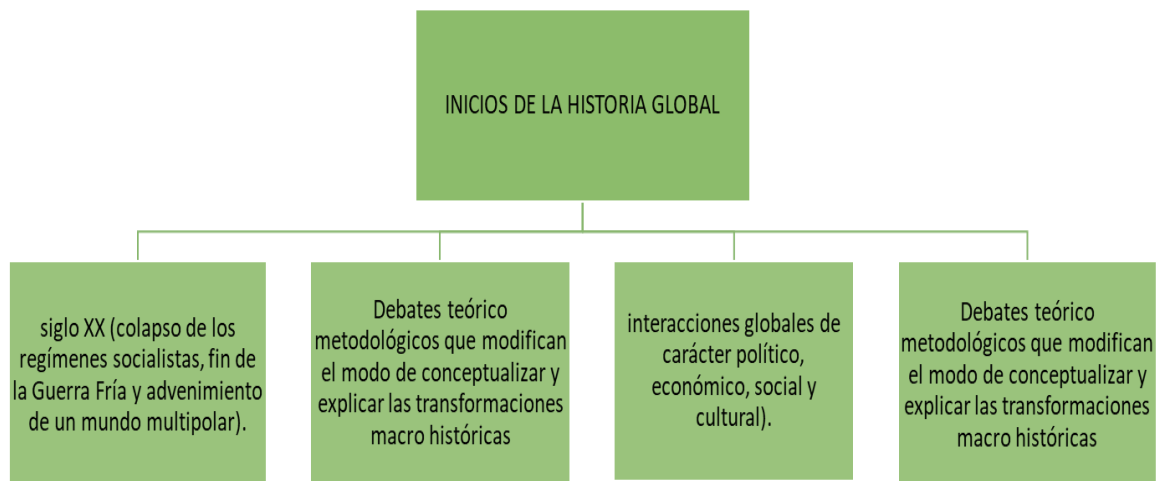 INICIOS DE LA HISTORIA GLOBAL
siglo XX (colapso de los
regímenes socialistas, fin de
la Guerra Fría y advenimiento
de un mundo multipolar).
Debates teórico
metodológicos que modifican
el modo de conceptualizar y
explicar las transformaciones
macro históricas
interacciones globales de
carácter político,
económico, social y
cultural).
Debates teórico
metodológicos que modifican
el modo de conceptualizar y
explicar las transformaciones
macro históricas